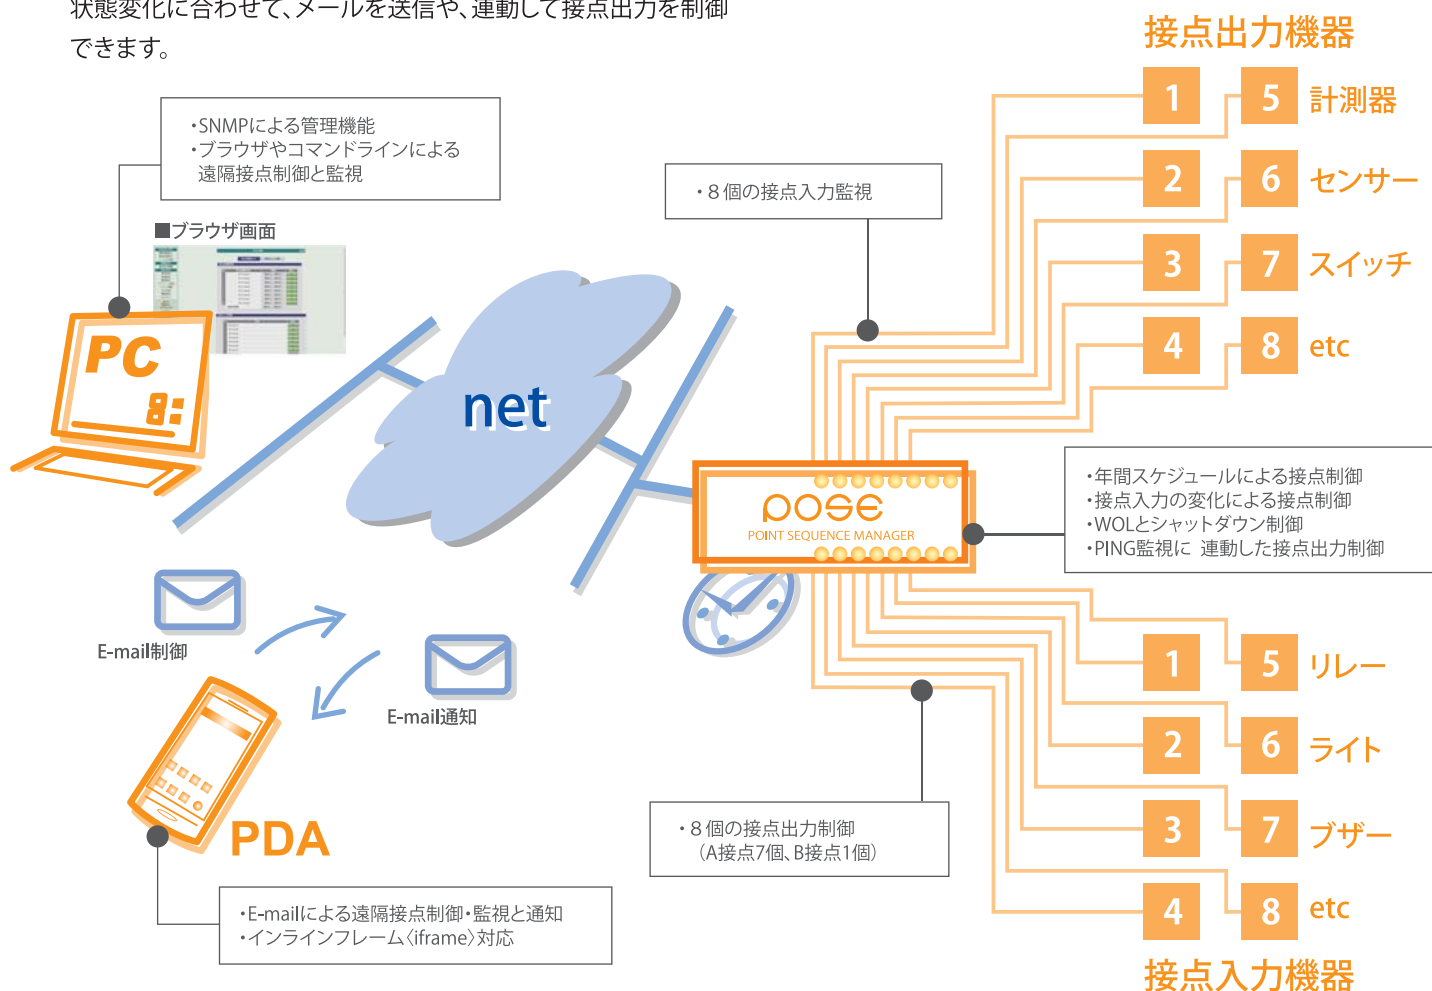 状態変化に合わせて、メールを送信や、連動して接点出力を制御
できます。
接点出力機器
・SNMPによる管理機能
・ブラウザやコマンドラインによる
遠隔接点制御と監視
・8個の接点入力監視
■ブラウザ画面
1 5 計測器
2 6 センサー
3 7 スイッチ
4 8 etc
PC
net
・年間スケジュールによる接点制御
・接点入力の変化による接点制御
・WOLとシャットダウン制御
・PING監視に 連動した接点出力制御
POSE
POINT SEQUENCE MANAGER
E-mail制御
E-mail通知
PDA
1 5 リレー
2 6 ライト
3 7 ブザー
4 8 etc
・8個の接点出力制御
(A接点7個、B接点1個)
・E-mailによる遠隔接点制御・監視と通知
・インラインフレーム〈iframe〉対応
接点入力機器